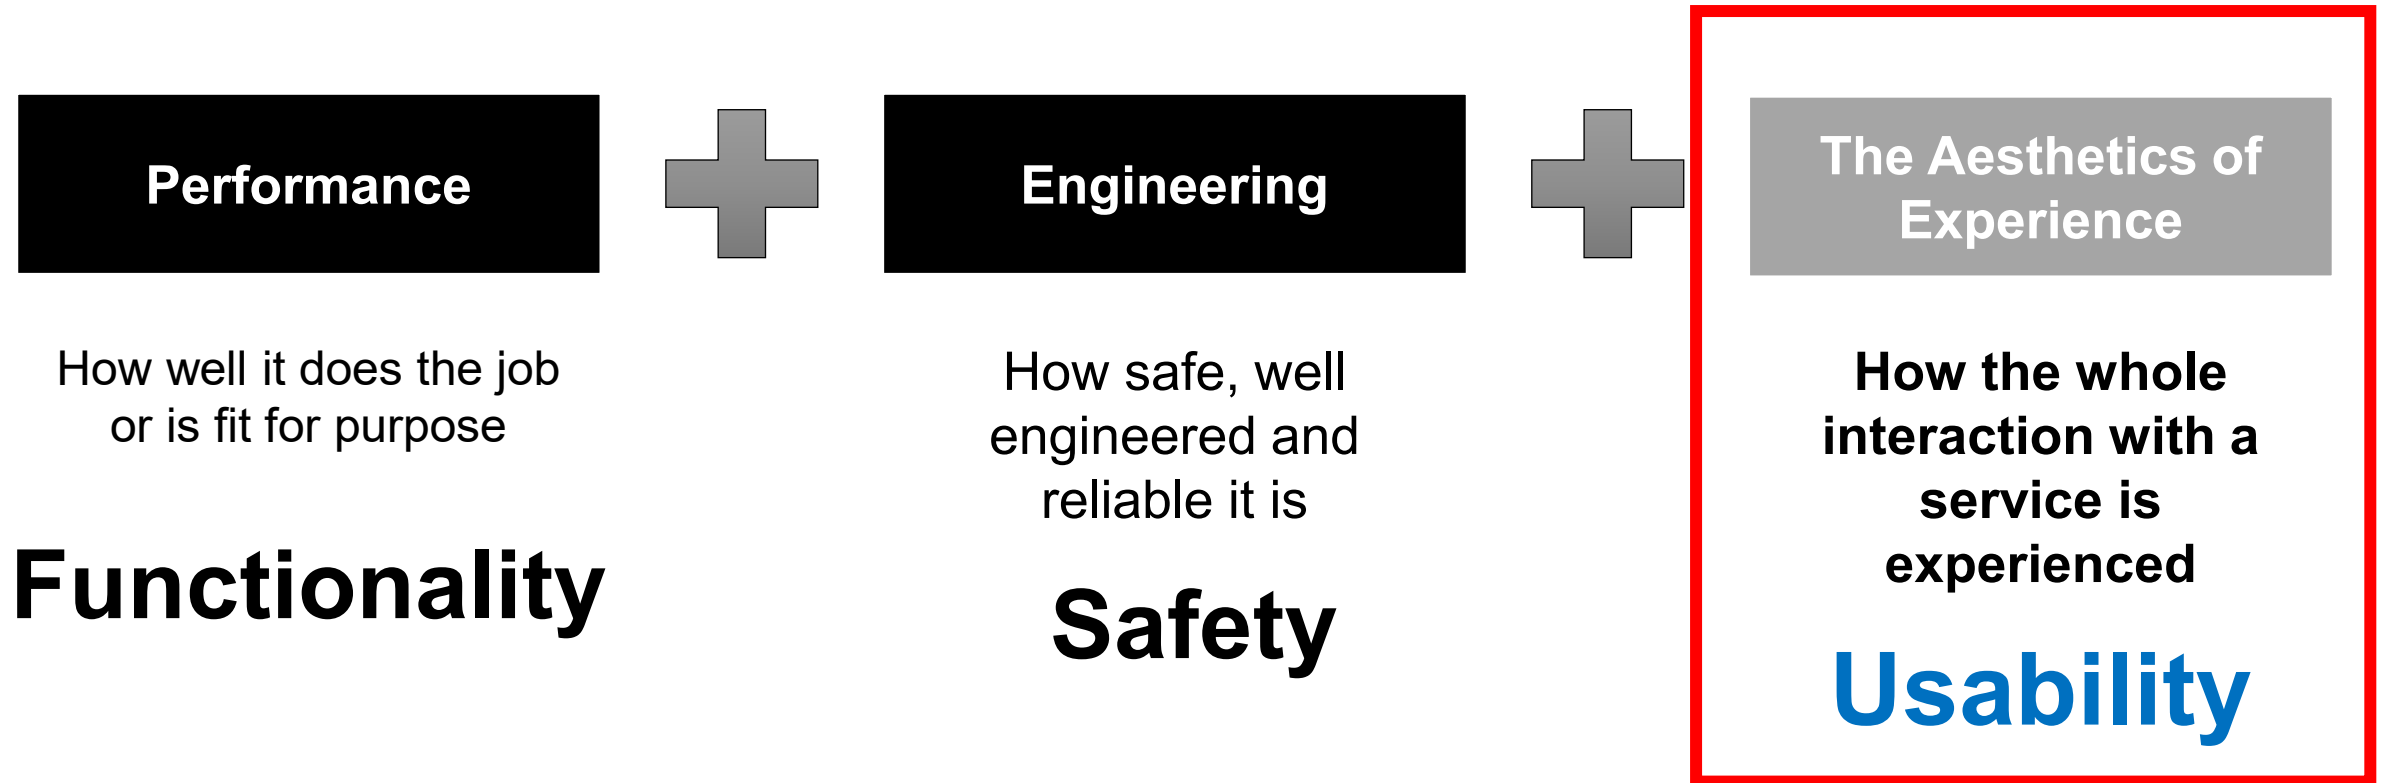 Performance
How well it does the job
or is fit for purpose
Functionality
Engineering
How safe, well
engineered and
reliable it is
Safety
The Aesthetics of
Experience
How the whole
interaction with a
service is
experienced
Usability